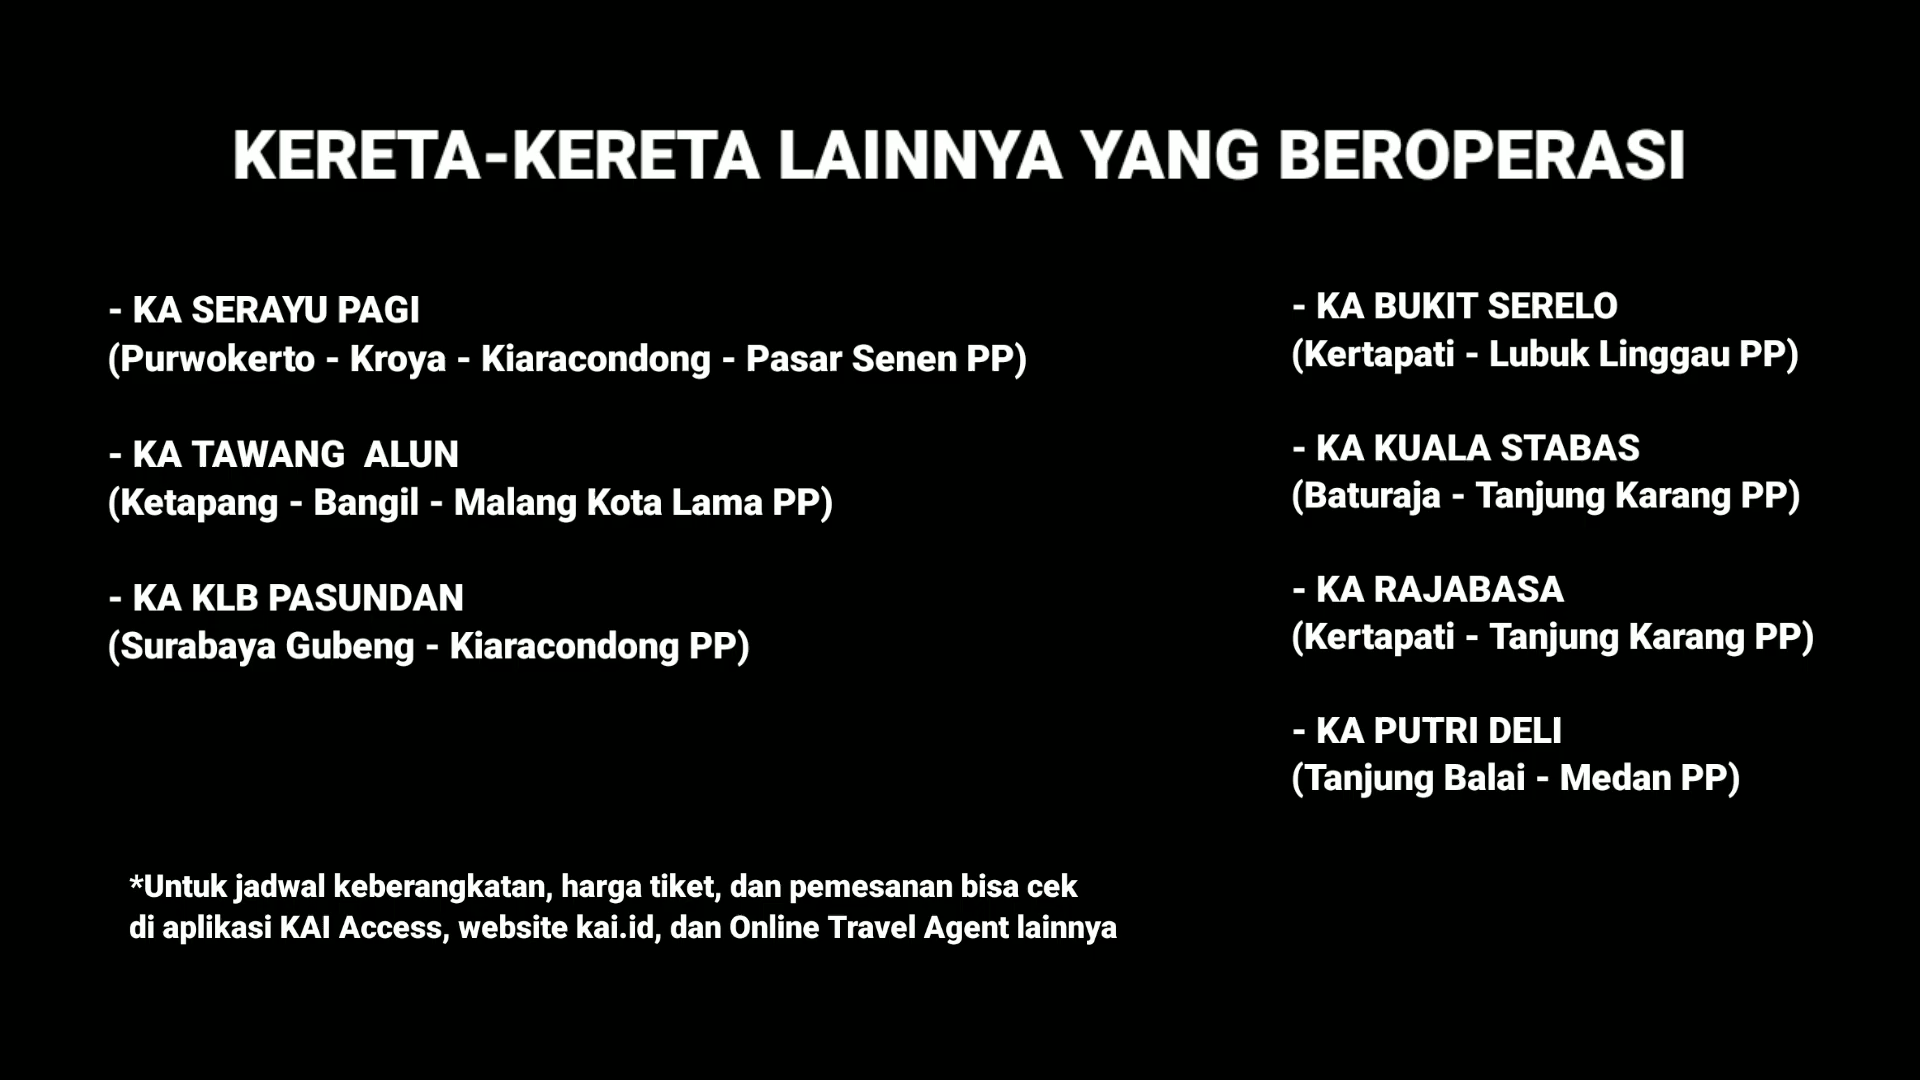 KERETA-KERETA LAINNYA YANG BEROPERASI
- KA SERAYU PAGI
(Purwokerto - Kroya - Kiaracondong - Pasar Senen PP)
- KA TAWANG  ALUN
(Ketapang - Bangil - Malang Kota Lama PP)
- KA KLB PASUNDAN
(Surabaya Gubeng - Kiaracondong PP)
- KA BUKIT SERELO
(Kertapati - Lubuk Linggau PP)
- KA KUALA STABAS
(Baturaja - Tanjung Karang PP)
- KA RAJABASA
(Kertapati - Tanjung Karang PP)
- KA PUTRI DELI
(Tanjung Balai - Medan PP)
*Untuk jadwal keberangkatan, harga tiket, dan pemesanan bisa cek
di aplikasi KAI Access, website kai.id, dan Online Travel Agent lainnya